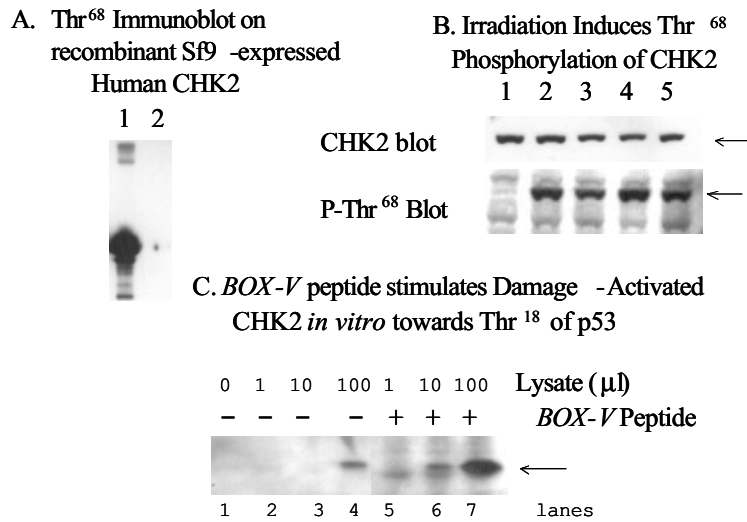 A. Thr68 Immunoblot on
recombinant Sf9 -expressed
Human CHK2
1 2
B. Irradiation Induces Thr 68
Phosphorylation of CHK2
1 2 3 4 5
CHK2 blot
P-Thr 68 Blot
C. BOX-V peptide stimulates Damage -Activated
CHK2 in vitro towards Thr 18 of p53
0 1 10 100 1 10 100 Lysate (μl)
– – – – + + + BOX-V Peptide
1 2 3 4 5 6 7 lanes